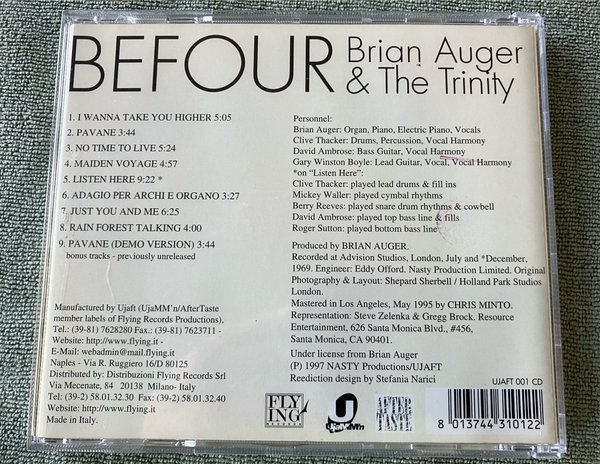 BEFOUR Brian Auger
& The Trinity
1. I WANNA TAKE YOU HIGHER 5:05
2. PAVANE 3:44
3. NO TIME TO LIVE 5:24
4. MAIDEN VOYAGE 4:57
5. LISTEN HERE 9:22 *
6. ADAGIO PER ARCHI E ORGANO 3:27
7. JUST YOU AND ME 6:25
8. RAIN FOREST TALKING 4:00
9. PAVANE (DEMO VERSION) 3:44
bonus tracks - previously unreleased
Manufactured by Ujaft (UjaMM'n/AfterTaste
member labels of Flying Records Productions),
Tel.: (39-81) 7628280 Fax.: (39-81) 7623711 -
Website: http://www.flying.it -
E-Mail: webadmin@mail.flying.it
Naples - Via R. Ruggiero 16/D 80125
Distributed by: Distribuzioni Flying Records Srl
Via Mecenate, 84 20138 Milano- Italy
Tel: (39-2) 58.01.32.30 Fax: (39-2) 58.01.32.40
Website: http://www.flying.it
Made in Italy.
Personnel:
Brian Auger: Organ, Piano, Electric Piano, Vocals
Clive Thacker: Drums, Percussion, Vocal Harmony
David Ambrose: Bass Guitar, Vocal Harmony
Gary Winston Boyle: Lead Guitar, Vocal, Vocal Harmony
*on "Listen Here":
Clive Thacker: played lead drums & fill ins
Mickey Waller: played cymbal rhythms
Berry Reeves: played snare drum rhythms & cowbell
David Ambrose: played top bass line & fills
Roger Sutton: played bottom bass line
Produced by BRIAN AUGER.
Recorded at Advision Studios, London, July and *December,
1969. Engineer: Eddy Offord. Nasty Production Limited. Original
Photography & Layout: Shepard Sherbell / Holland Park Studios
London.
Mastered in Los Angeles, May 1995 by CHRIS MINTO.
Representation: Steve Zelenka & Gregg Brock. Resource
Entertainment, 626 Santa Monica Blvd., #456,
Santa Monica, CA 90401.
Under license from Brian Auger
(P) 1997 NASTY Productions/UJAFT
Reediction design by Stefania Narici
FLY
ING
RECORDS
UjaMM'n
UJAFT 001 CD
8 013744 310122